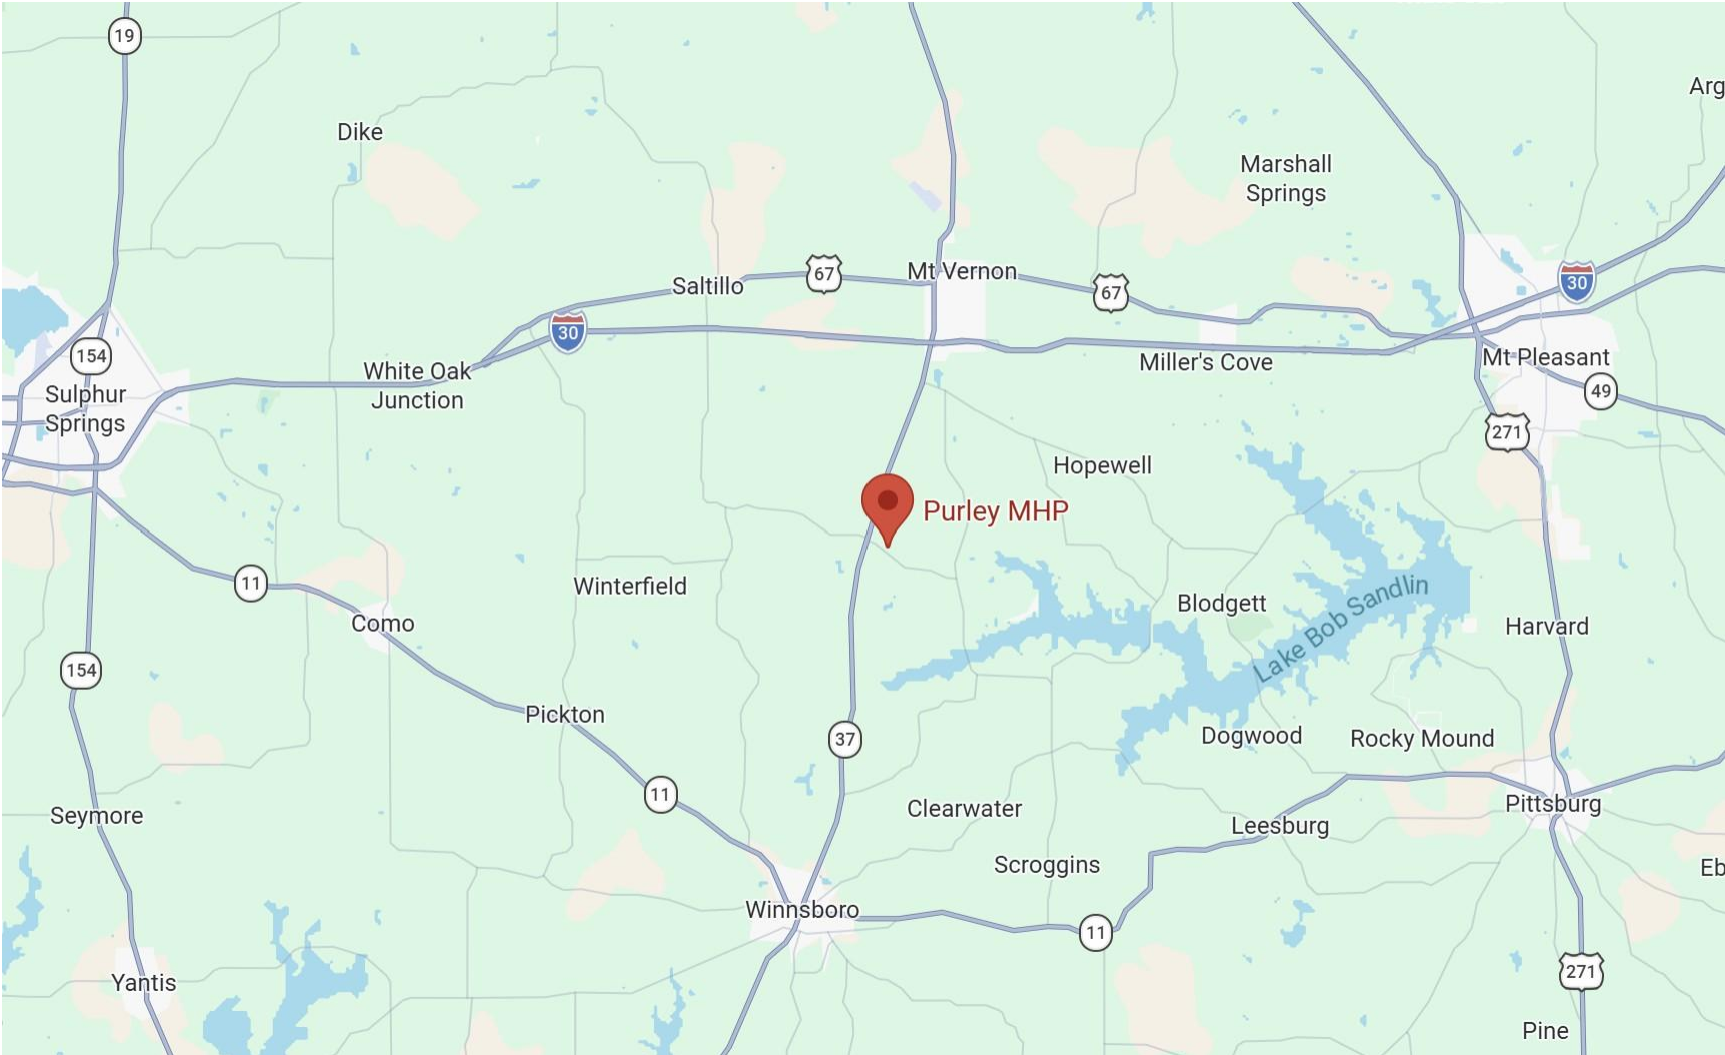 19
Arg
Dike
Marshall
Springs
67
Mt Vernon
Saltillo
67
30
30
154
White Oak
Junction
Miller's Cove
Mt Pleasant
49
Sulphur
Springs
271
Hopewell
Purley MHP
11
Winterfield
Blodgett
Lake Bob Sandlin
Como
Harvard
154
Pickton
37
Dogwood
Rocky Mound
11
Seymore
Clearwater
Leesburg
Pittsburg
Scroggins
Eb
Winnsboro
11
Yantis
271
Pine